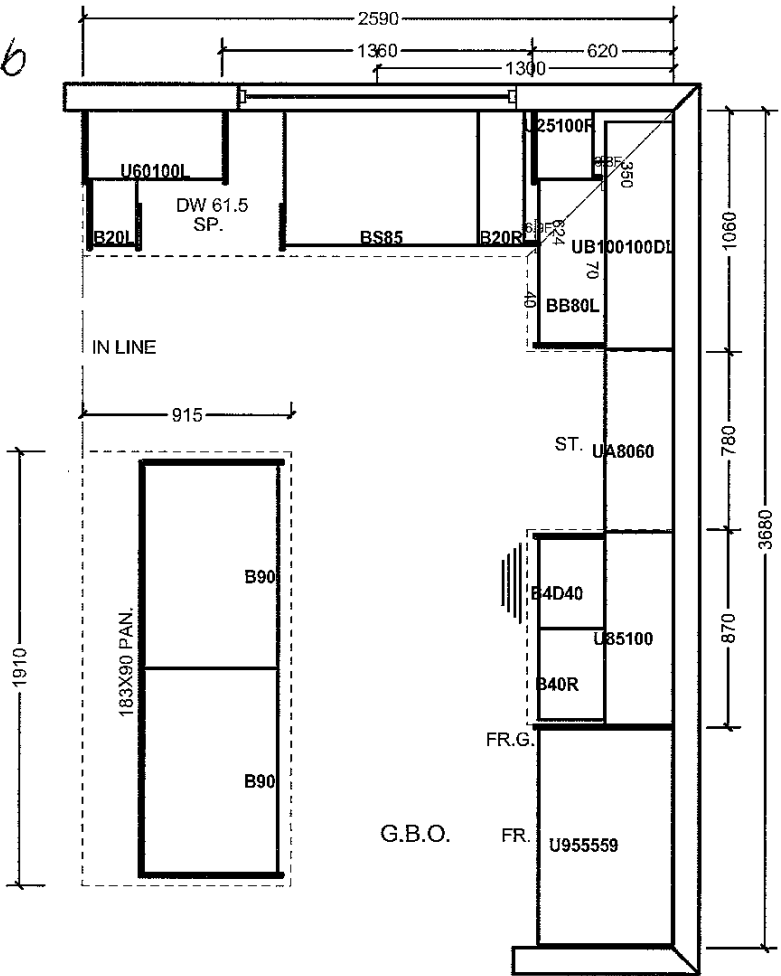 2590
1360
620
1300
6
U25100R
U60100L
350
DW 61.5
SP.
B20L
BS85
B20R
624
UB100100DL
1060
70
40
BB80L
IN LINE
915
ST.
UA8060
780
3680
B90
B4D40
1910
183X90 PAN.
U85100
870
B40R
FR.G.
B90
G.B.O.
FR.
U955559